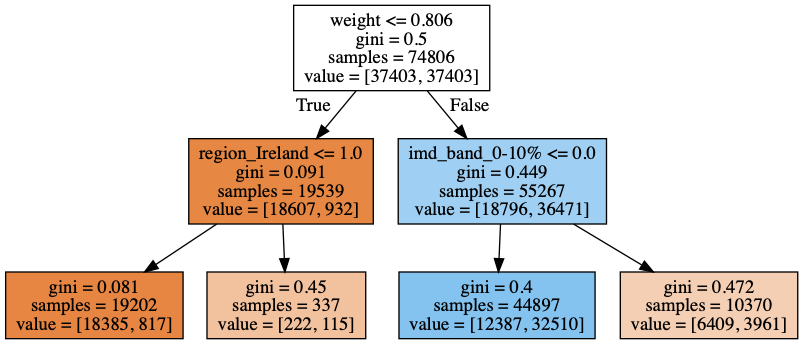 weight <= 0.806
gini = 0.5
samples = 74806
value = [37403, 37403]
True
False
region_Ireland <= 1.0
gini = 0.091
samples = 19539
value = [18607, 932]
imd_band_0-10% <= 0.0
gini = 0.449
samples = 55267
value = [18796, 36471]
gini = 0.081
samples = 19202
value = [18385, 817]
gini = 0.45
samples = 337
value = [222, 115]
gini = 0.4
samples = 44897
value = [12387, 32510]
gini = 0.472
samples = 10370
value = [6409, 3961]